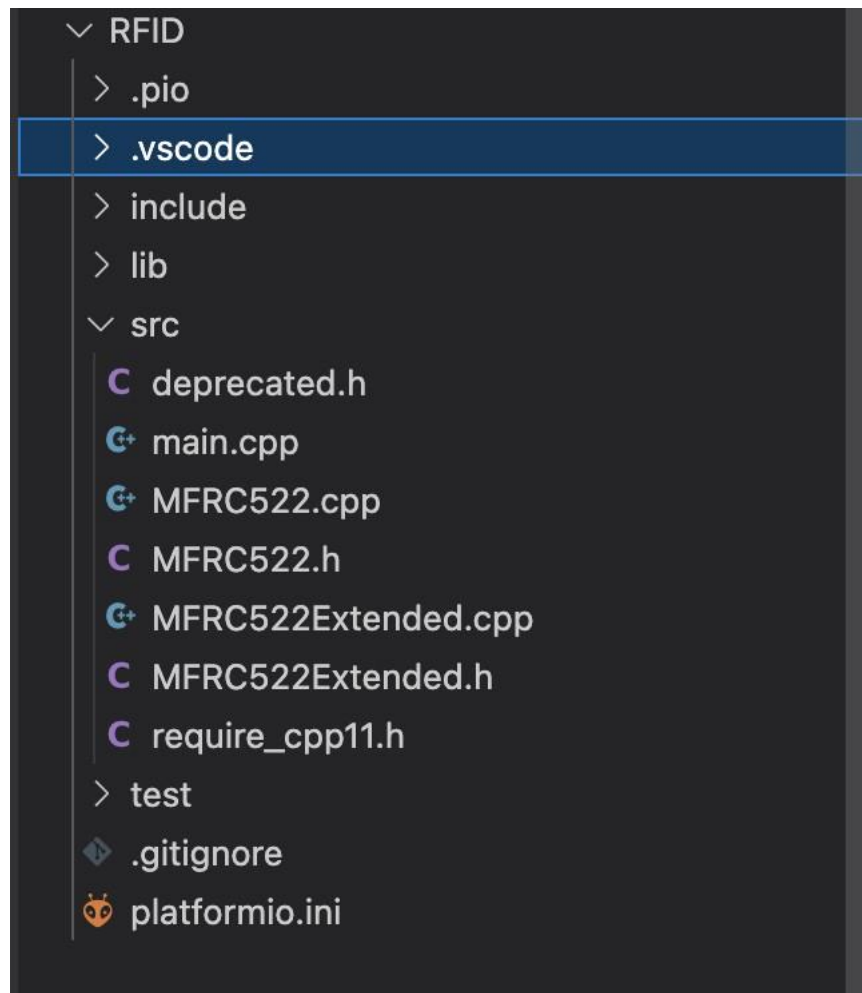 RFID
.pio
.vscode
include
lib
src
deprecated.h
main.cpp
MFRC522.cpp
MFRC522.h
MFRC522Extended.cpp
MFRC522Extended.h
require_cpp11.h
test
.gitignore
platformio.ini